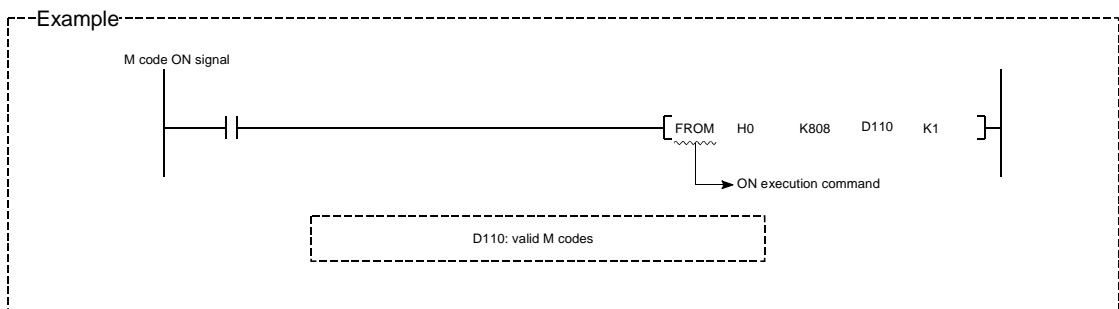 Example
M code ON signal
FROM H0 K808 D110 K1
ON execution command
D110: valid M codes